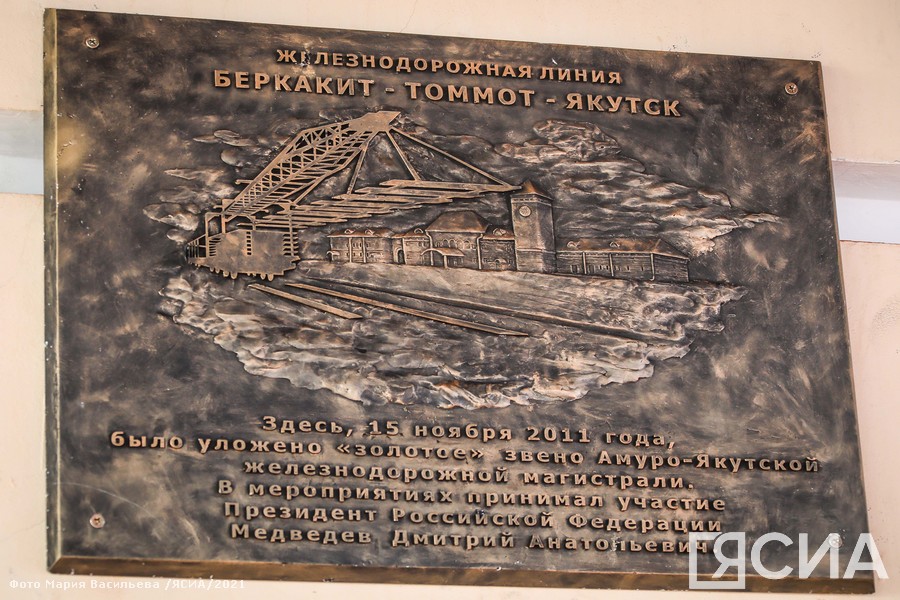 ЖЕЛЕЗНОДОРОЖНАЯ ЛИНИЯ
БЕРКАКИТ - ТОММОТ - ЯКУТСК
Здесь, 15 ноября 2011 года,
было уложено «золотое» звено Амуро-Якутской
железнодорожной магистрали.
В мероприятиях принимал участие
Президент Российской Федерации
Медведев Дмитрий Анатольевич
ЯСИА
Фото Мария Васильева /ЯСИА/2021